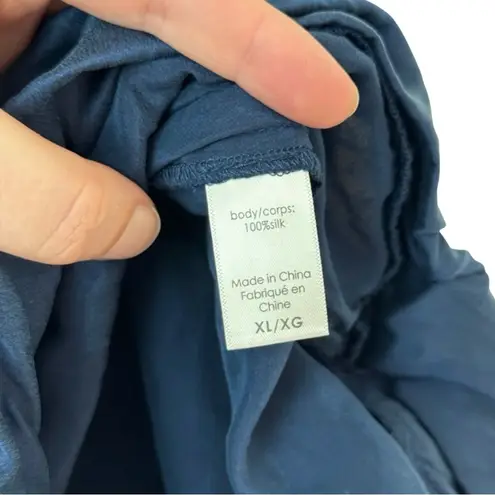 body/corps:
100%silk
Made in China
Fabriqué en
Chine
XL/XG